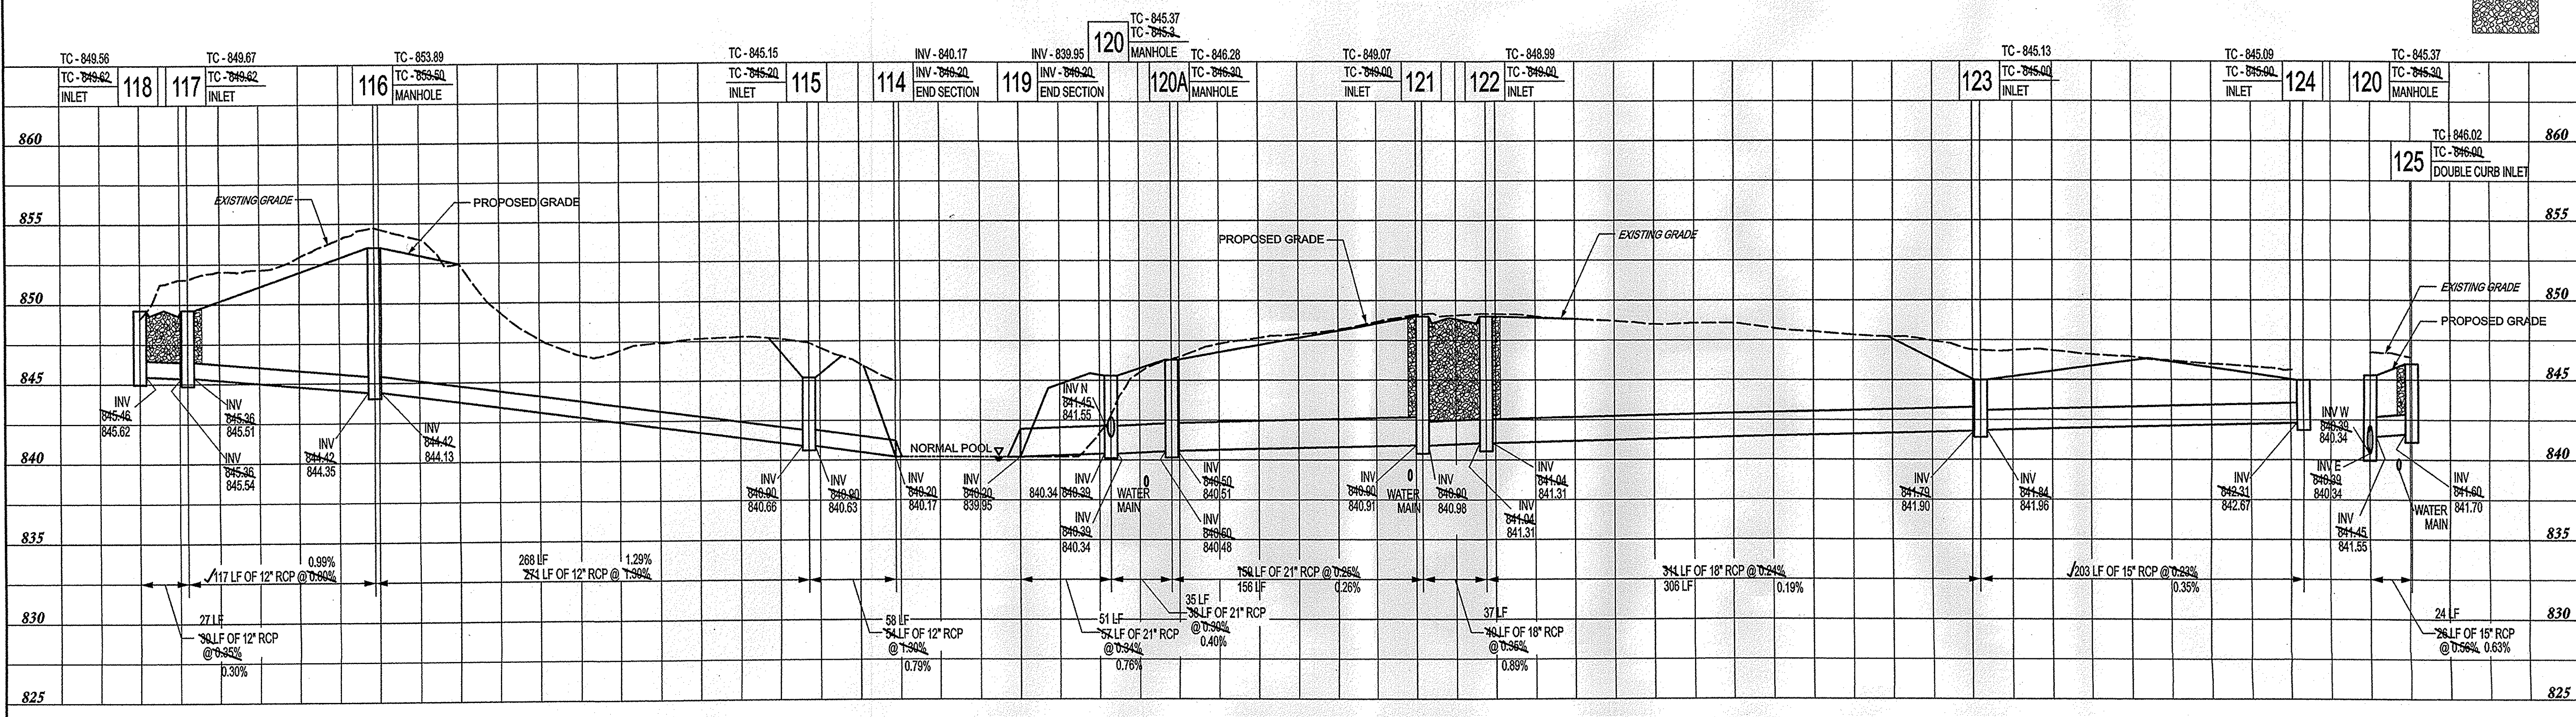 TC - 849.56
TC - 849.62
INLET
118
117
TC - 849.67
TC - 849.62
INLET
116
TC - 853.89
TC - 853.50
MANHOLE
TC - 845.15
TC - 845.20
INLET
115
114
INV - 840.17
INV - 840.20
END SECTION
119
INV - 839.95
INV - 840.20
END SECTION
120
TC - 845.37
TC - 845.3
MANHOLE
120A
TC - 846.28
TC - 846.30
MANHOLE
TC - 849.07
TC - 849.00
INLET
121
122
TC - 848.99
TC - 849.00
INLET
123
TC - 845.13
TC - 845.00
INLET
TC - 845.09
TC - 845.00
INLET
124
120
TC - 845.37
TC - 845.30
MANHOLE
125
TC - 846.02
TC - 846.00
DOUBLE CURB INLET
860
860
855
855
850
850
845
845
840
840
835
835
830
830
825
825
EXISTING GRADE
PROPOSED GRADE
PROPOSED GRADE
EXISTING GRADE
EXISTING GRADE
PROPOSED GRADE
NORMAL POOL
INV
845.46
845.62
INV
845.36
845.51
INV
845.36
845.54
INV
844.42
844.35
INV
844.42
844.13
INV
840.90
840.66
INV
840.90
840.63
INV
840.20
840.17
INV
840.20
839.95
INV N
841.45
841.55
INV
840.34 840.39
INV
840.39
840.34
WATER
MAIN
INV
840.50
840.51
INV
840.50
840.48
INV
840.90
840.91
WATER
MAIN
INV
840.90
840.98
INV
841.04
841.31
INV
841.04
841.31
INV
841.79
841.90
INV
841.84
841.96
INV
842.31
842.67
INV W
840.39
840.34
INV E
840.39
840.34
INV
841.45
841.55
WATER
MAIN
INV
841.60
841.70
0.99%
117 LF OF 12" RCP @ 0.80%
268 LF 1.29%
271 LF OF 12" RCP @ 1.30%
27 LF
30 LF OF 12" RCP
@ 0.35%
0.30%
58 LF
54 LF OF 12" RCP
@ 1.30%
0.79%
51 LF
57 LF OF 21" RCP
@ 0.34%
0.76%
35 LF
38 LF OF 21" RCP
@ 0.30%
0.40%
150 LF OF 21" RCP @ 0.25%
156 LF 0.26%
37 LF
40 LF OF 18" RCP
@ 0.35%
0.89%
311 LF OF 18" RCP @ 0.24%
306 LF 0.19%
203 LF OF 15" RCP @ 0.23%
0.35%
24 LF
26 LF OF 15" RCP
@ 0.56% 0.63%